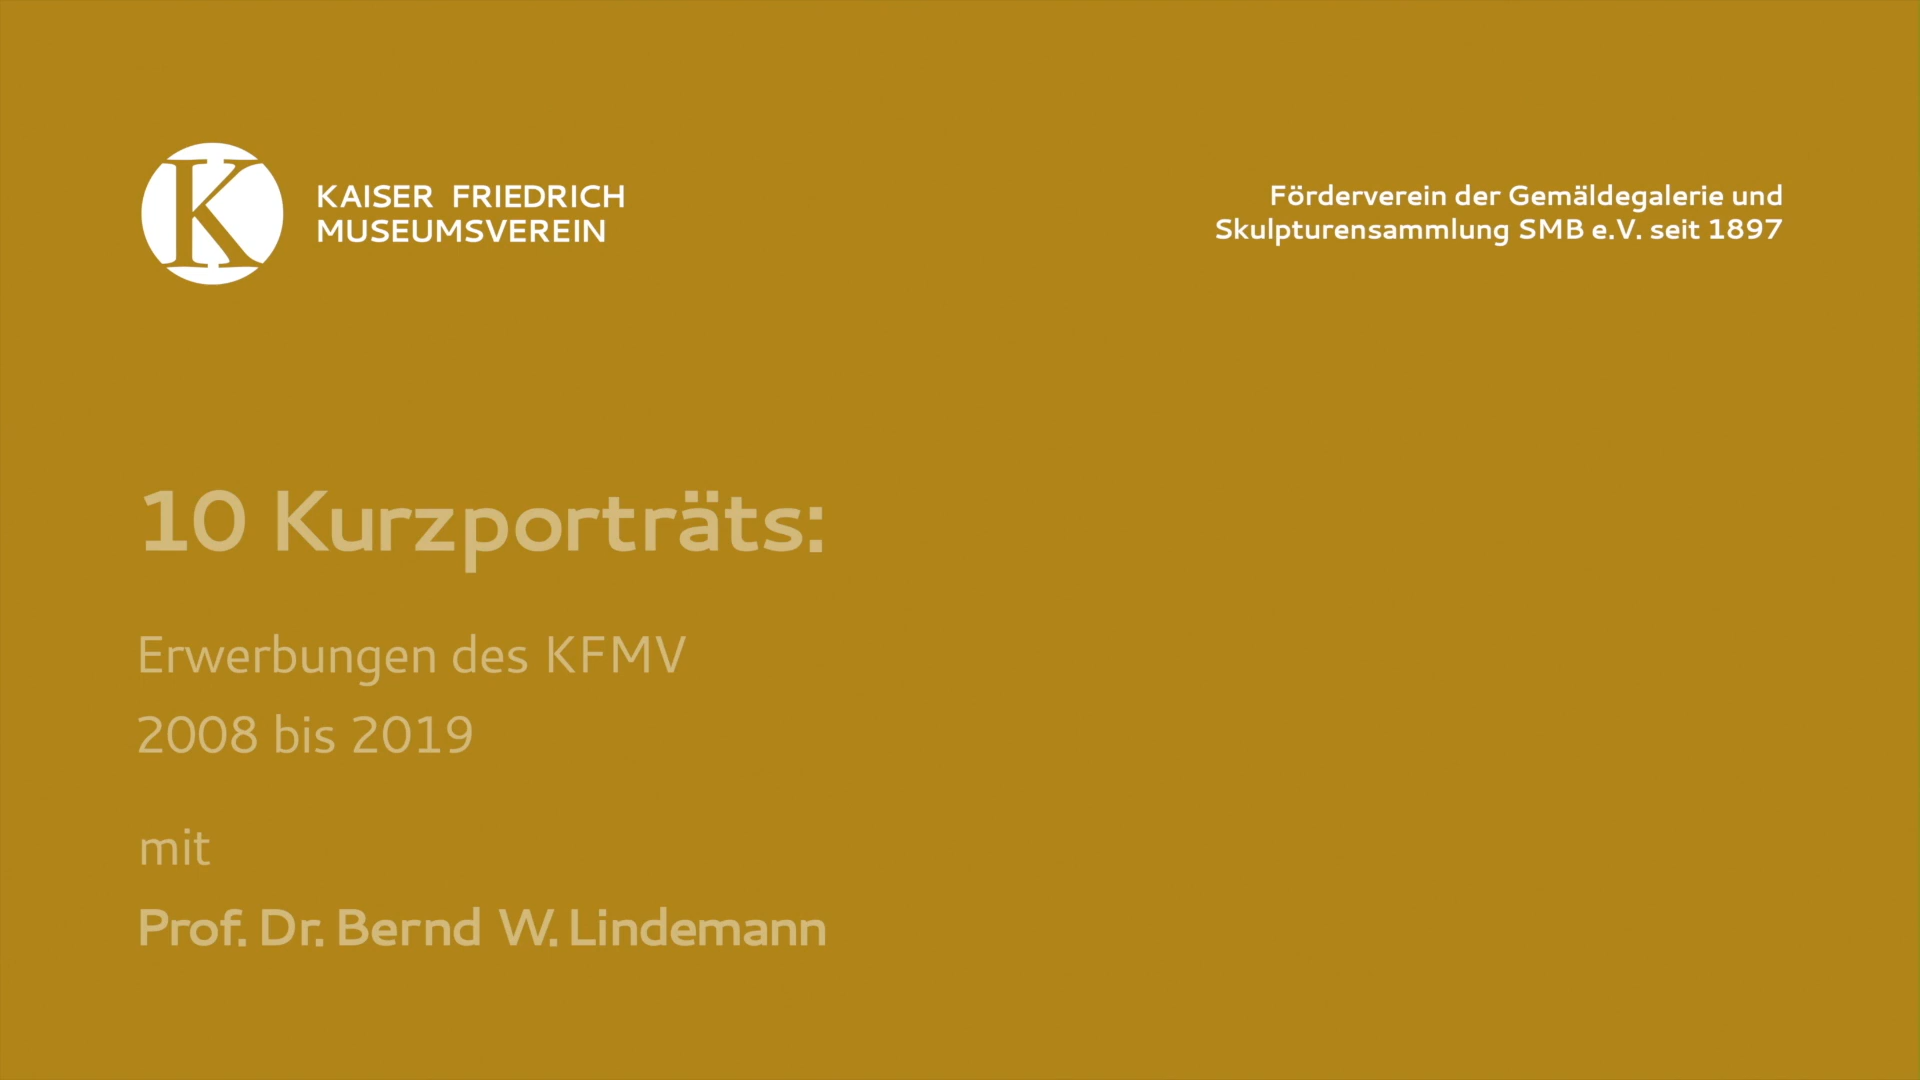 K
KAISER FRIEDRICH
MUSEUMSVEREIN
Förderverein der Gemäldegalerie und
Skulpturensammlung SMB e.V. seit 1897
10 Kurzporträts:
Erwerbungen des KFMV
2008 bis 2019
mit
Prof. Dr. Bernd W. Lindemann